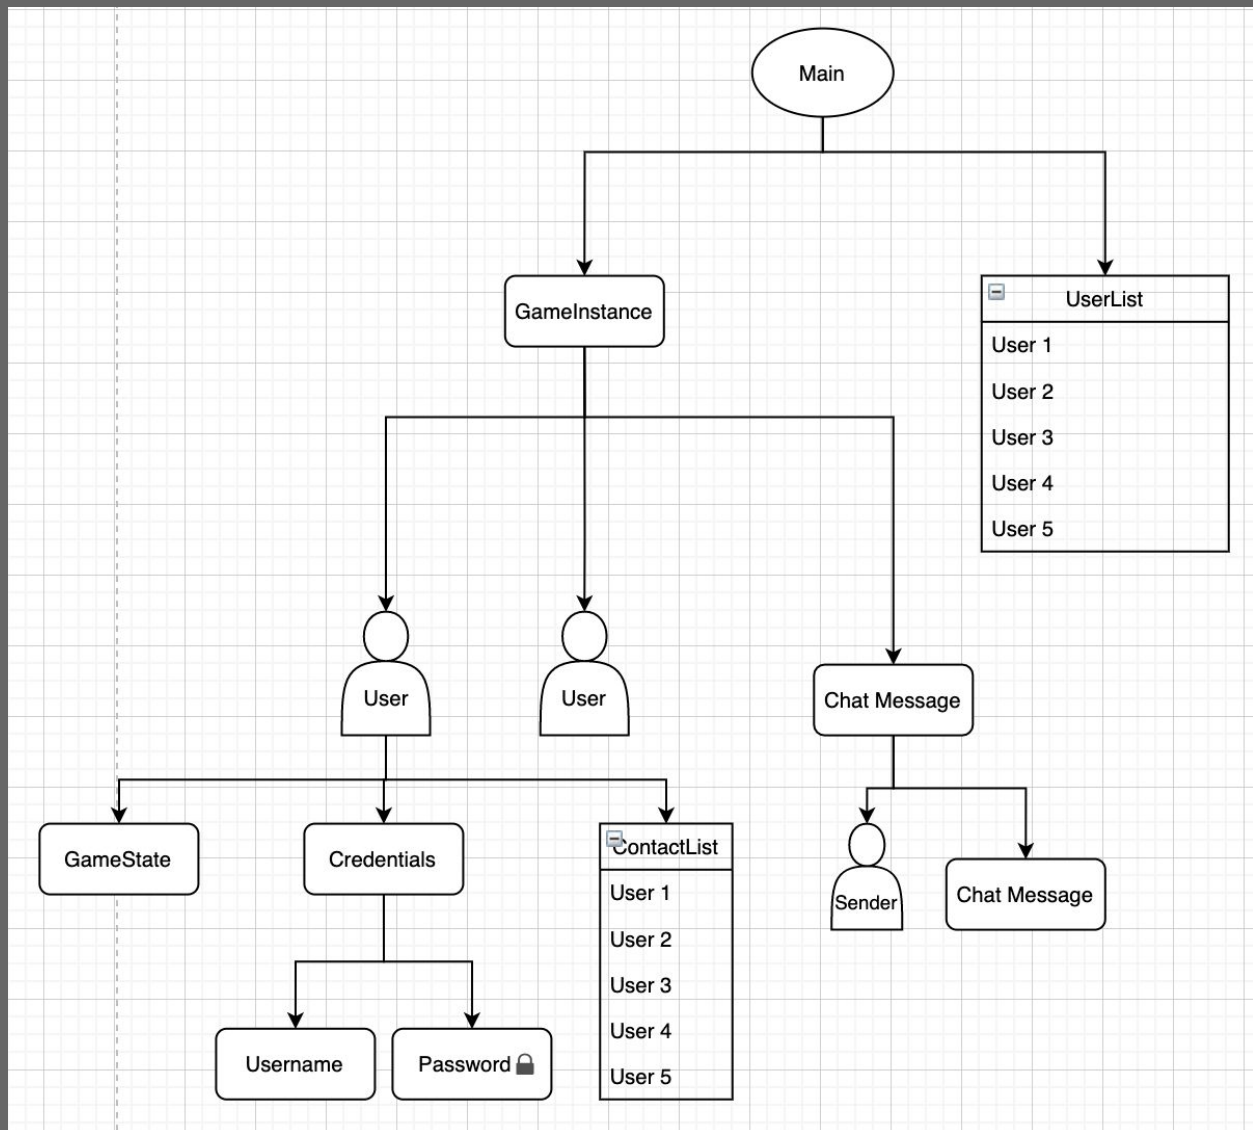 Main
GameInstance
UserList
User 1
User 2
User 3
User 4
User 5
User
User
Chat Message
GameState
Credentials
ContactList
User 1
User 2
User 3
User 4
User 5
Sender
Chat Message
Username
Password